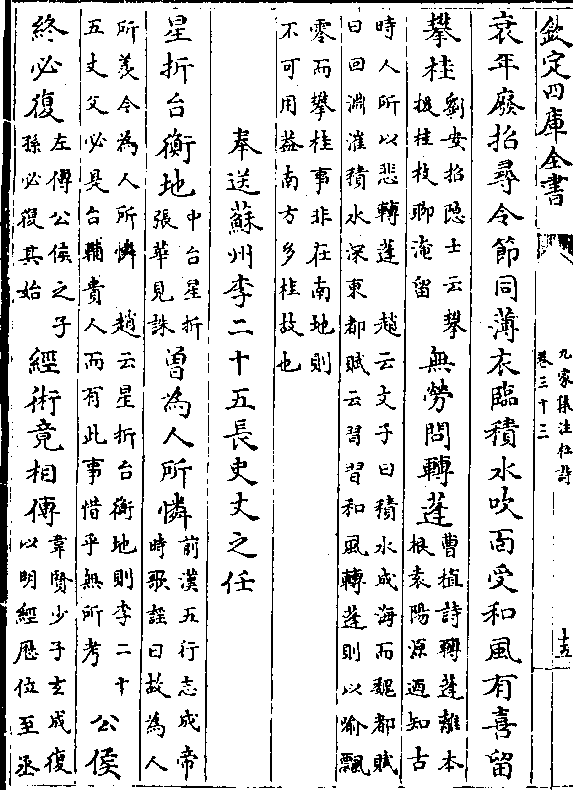 欽定四庫全書
九家集注杜詩
卷三十三
十五
衰年廢招尋令節同薄衣臨積水吹面受和風有喜留
攀桂劉安招隱士云攀援桂枝聊淹留無勞問轉蓬曹植詩轉蓬離本根袁陽源迺知古
時人所以悲轉蓬 趙云文子曰積水成海而魏都賦
曰回淵漼積水深東都賦云習習和風轉蓬則以喻飄
零而攀桂事非在南地則
不可用葢南方多桂故也
奉送蘇州李二十五長史丈之任
星折台衡地中台星折張華見誅曾為人所憐前漢五行志成帝時歌謡曰故為人
所羨今為人所憐 趙云星折台衡地則李二十
五丈父必是台輔貴人而有此事惜乎無所考公侯
終必復左傳公侯之子孫必復其始經術竟相傳韋賢少子玄成復以明經歴位至丞